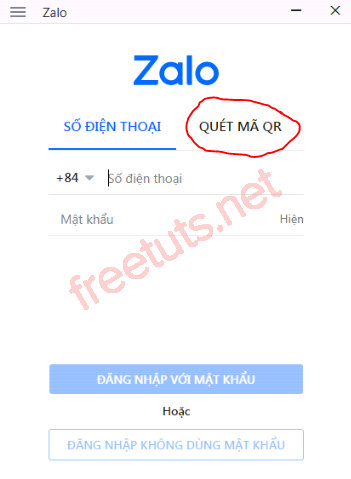 Zalo
Zalo
SỐ ĐIỆN THOẠI QUÉT MÃ QR
+84 Số điện thoại
Mật khẩu Hiện
freetuts.net
ĐĂNG NHẬP VỚI MẬT KHẨU
Hoặc
ĐĂNG NHẬP KHÔNG DÙNG MẬT KHẨU